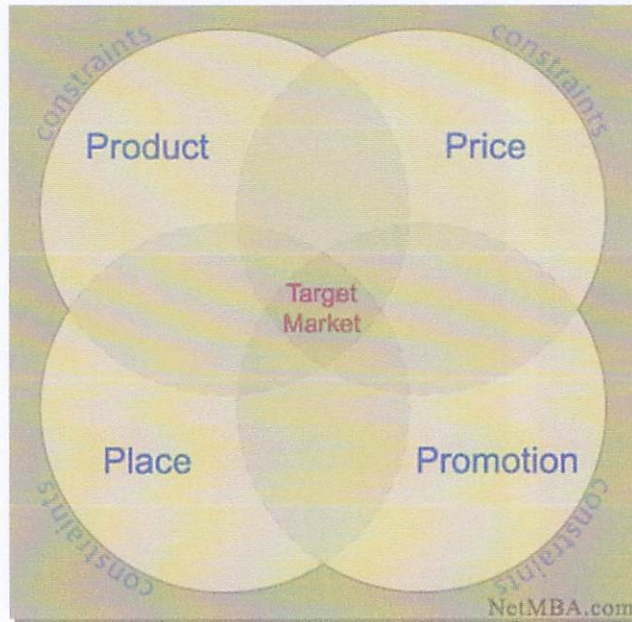 constraints
constraints
Product
Price
Target
Market
Place
Promotion
constraints
constraints
NetMBA.com